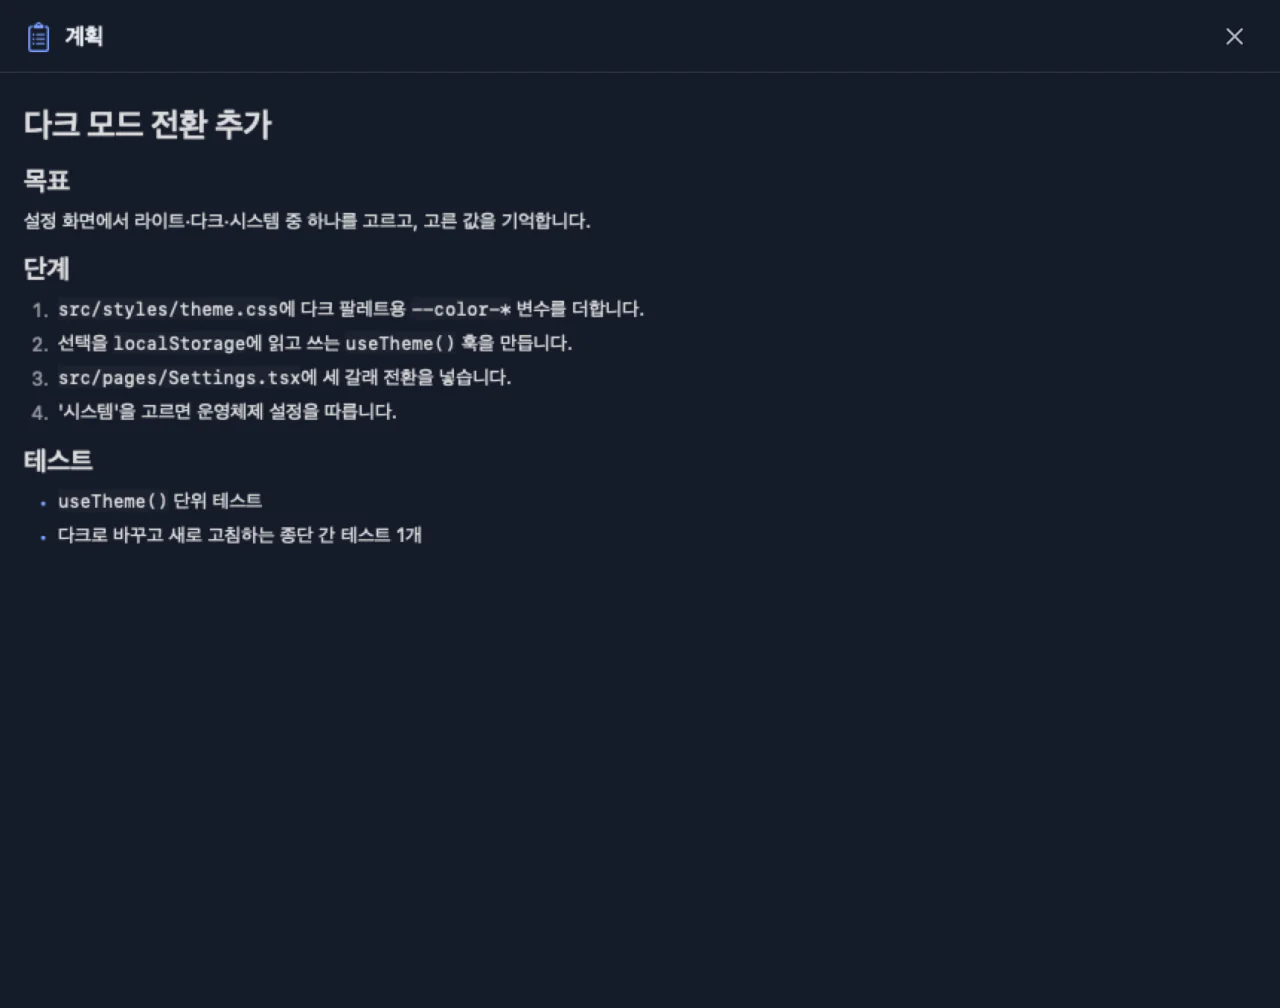 계획
다크 모드 전환 추가
목표
설정 화면에서 라이트·다크·시스템 중 하나를 고르고, 고른 값을 기억합니다.
단계
1. src/styles/theme.css에 다크 팔레트용 --color-* 변수를 더합니다.
2. 선택을 localStorage에 읽고 쓰는 useTheme() 훅을 만듭니다.
3. src/pages/Settings.tsx에 세 갈래 전환을 넣습니다.
4. '시스템'을 고르면 운영체제 설정을 따릅니다.
테스트
• useTheme() 단위 테스트
• 다크로 바꾸고 새로 고침하는 종단 간 테스트 1개